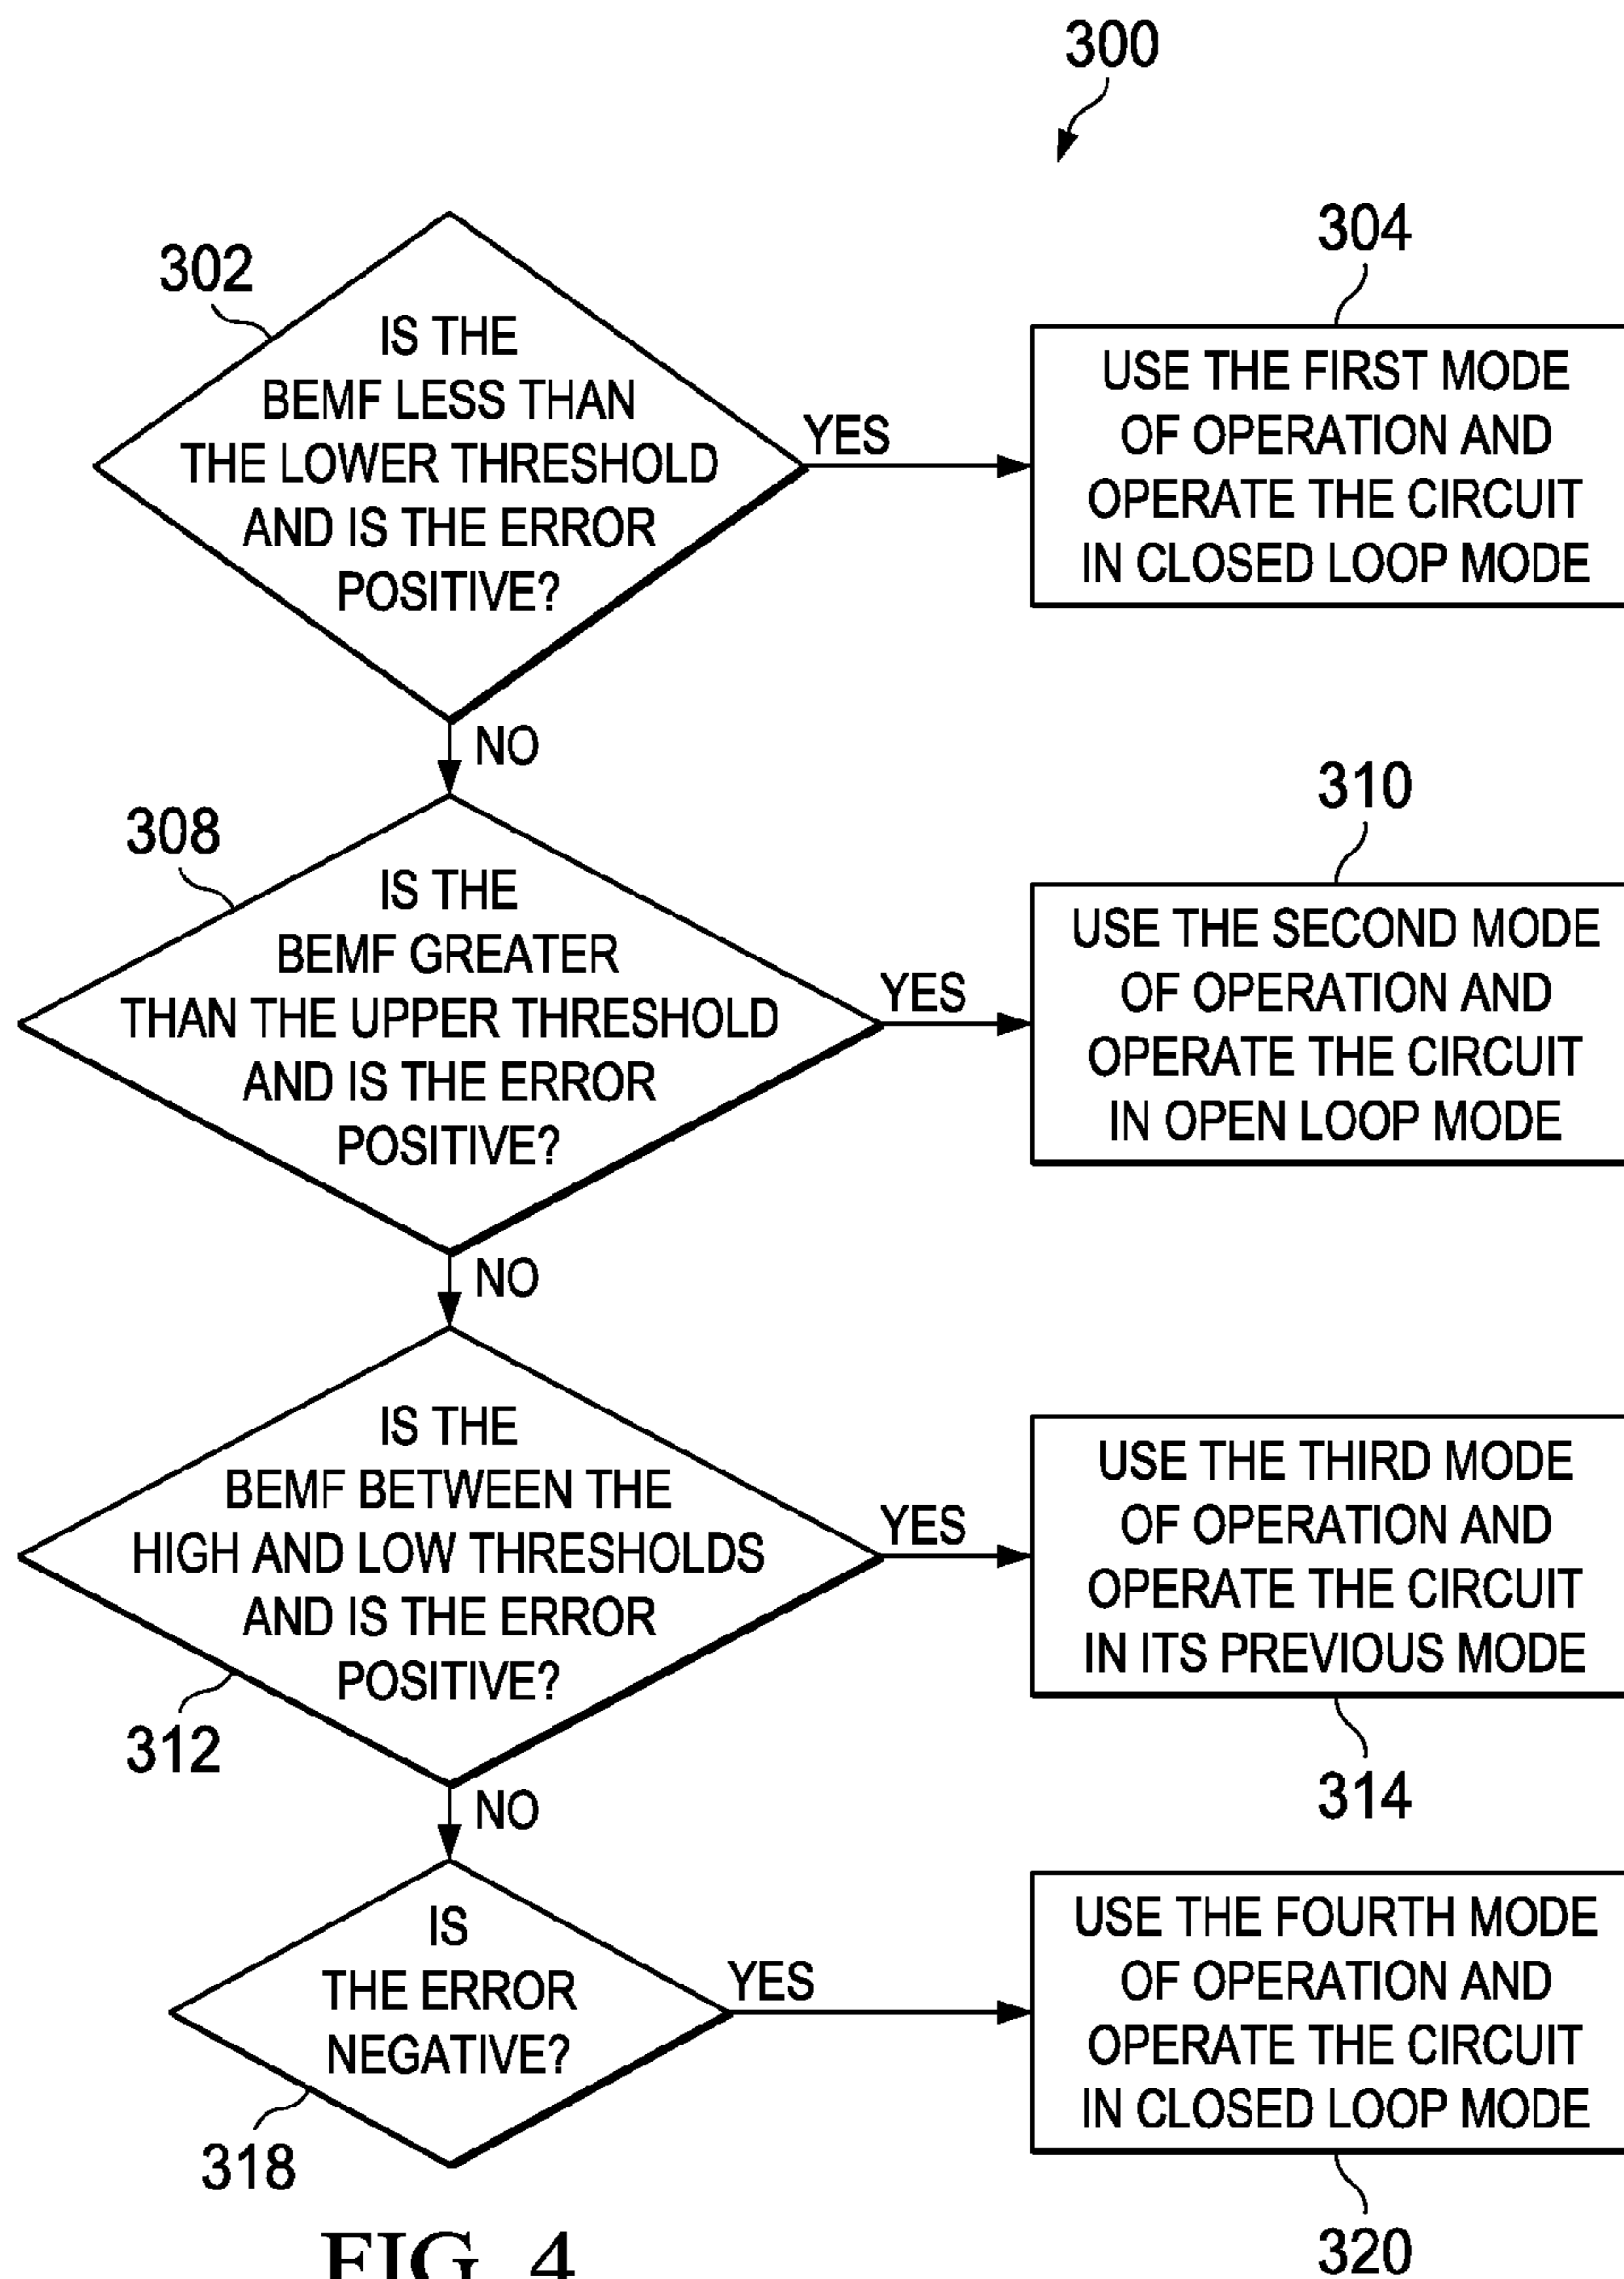 300
302
IS THE
BEMF LESS THAN
THE LOWER THRESHOLD
AND IS THE ERROR
POSITIVE?
YES
304
USE THE FIRST MODE
OF OPERATION AND
OPERATE THE CIRCUIT
IN CLOSED LOOP MODE
NO
308
IS THE
BEMF GREATER
THAN THE UPPER THRESHOLD
AND IS THE ERROR
POSITIVE?
YES
310
USE THE SECOND MODE
OF OPERATION AND
OPERATE THE CIRCUIT
IN OPEN LOOP MODE
NO
IS THE
BEMF BETWEEN THE
HIGH AND LOW THRESHOLDS
AND IS THE ERROR
POSITIVE?
312
YES
USE THE THIRD MODE
OF OPERATION AND
OPERATE THE CIRCUIT
IN ITS PREVIOUS MODE
314
NO
IS
THE ERROR
NEGATIVE?
318
YES
USE THE FOURTH MODE
OF OPERATION AND
OPERATE THE CIRCUIT
IN CLOSED LOOP MODE
320
FIG. 4